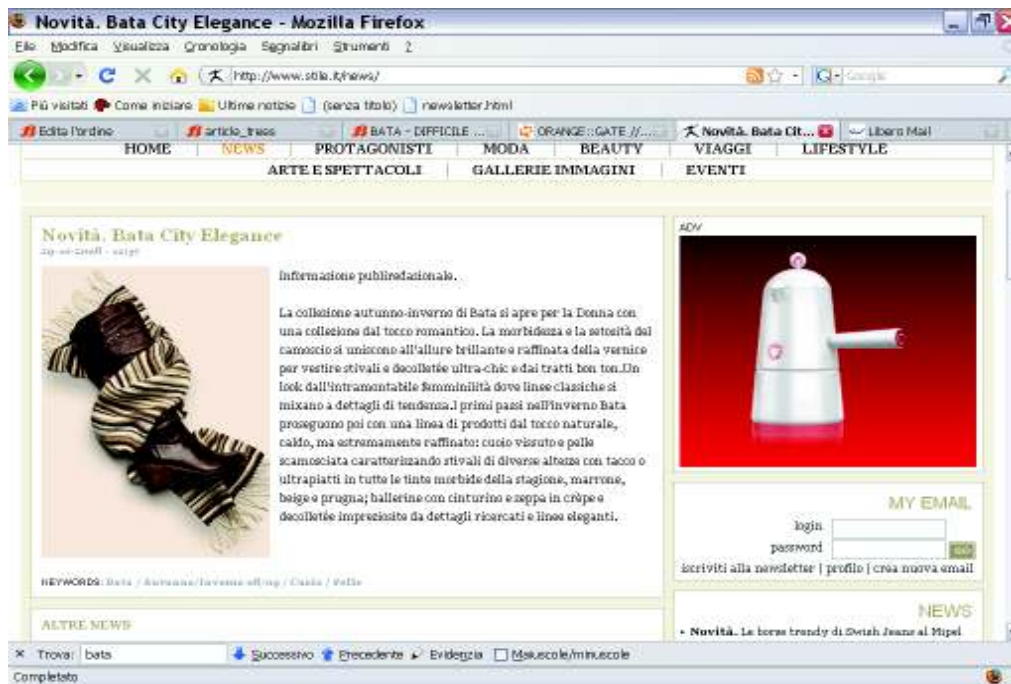 Novità. Bata City Elegance - Mozilla Firefox
File Modifica Visualizza Cronologia Segnalibri Strumenti ?
http://www.stile.it/news/ Google
Più visitati Come iniziare Ultime notizie (senza titolo) newsletter.html
Edita l'ordine article_trees BATA - DIFFICILE ... ORANGE::GATE //.... Novità. Bata Cit... Libero Mail
HOME NEWS PROTAGONISTI MODA BEAUTY VIAGGI LIFESTYLE
ARTE E SPETTACOLI GALLERIE IMMAGINI EVENTI
Novità. Bata City Elegance
Informazione publiredazionale.
La collezione autunno-inverno di Bata si apre per la Donna con
una collezione dal tocco romantico. La morbidezza e la setosità del
camoscio si uniscono all'allure brillante e raffinata della vernice
per vestire stivali e decolletée ultra-chic e dai tratti bon ton.Un
look dall'intramontabile femminilità dove linee classiche si
mixano a dettagli di tendenza.I primi passi nell'inverno Bata
proseguono poi con una linea di prodotti dal tocco naturale,
caldo, ma estremamente raffinato: cuoio vissuto e pelle
scamosciata caratterizzando stivali di diverse altezze con tacco o
ultrapiatti in tutte le tinte morbide della stagione, marrone,
beige e prugna; ballerine con cinturino e zeppa in crêpe e
decolletée impreziosite da dettagli ricercati e linee eleganti.
KEYWORDS: Bata / Autunno/Inverno 08/09 / Cuoio / Pelle
ALTRE NEWS
ADV
MY EMAIL
login
password
GO
iscriviti alla newsletter | profilo | crea nuova email
NEWS
• Novità. Le borse trendy di Swish Jeans al Mipel
Trova: bata Successivo Precedente Evidenzia Maiuscole/minuscole
Completato